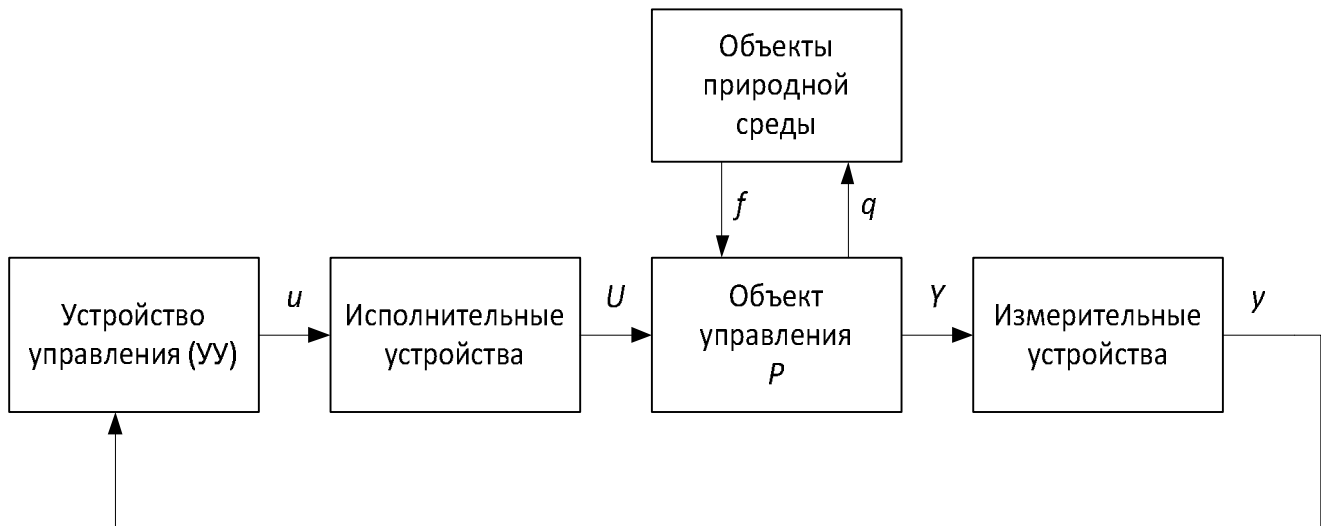 Объекты
природной
среды
f
q
Устройство
управления (УУ)
u
Исполнительные
устройства
U
Объект
управления
P
Y
Измерительные
устройства
y